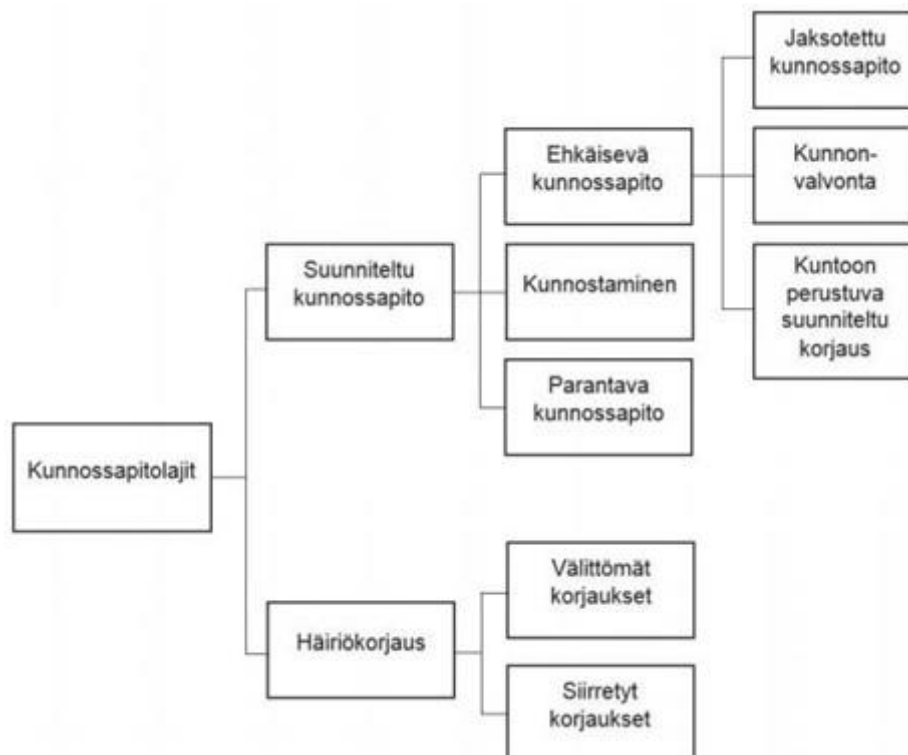 Jaksotettu
kunnossapito
Ehkäisevä
kunnossapito
Kunnon-
valvonta
Suunniteltu
kunnossapito
Kunnostaminen
Kuntoon
perustuva
suunniteltu
korjaus
Parantava
kunnossapito
Kunnossapitolajit
Välittömät
korjaukset
Häiriökorjaus
Siirretyt
korjaukset